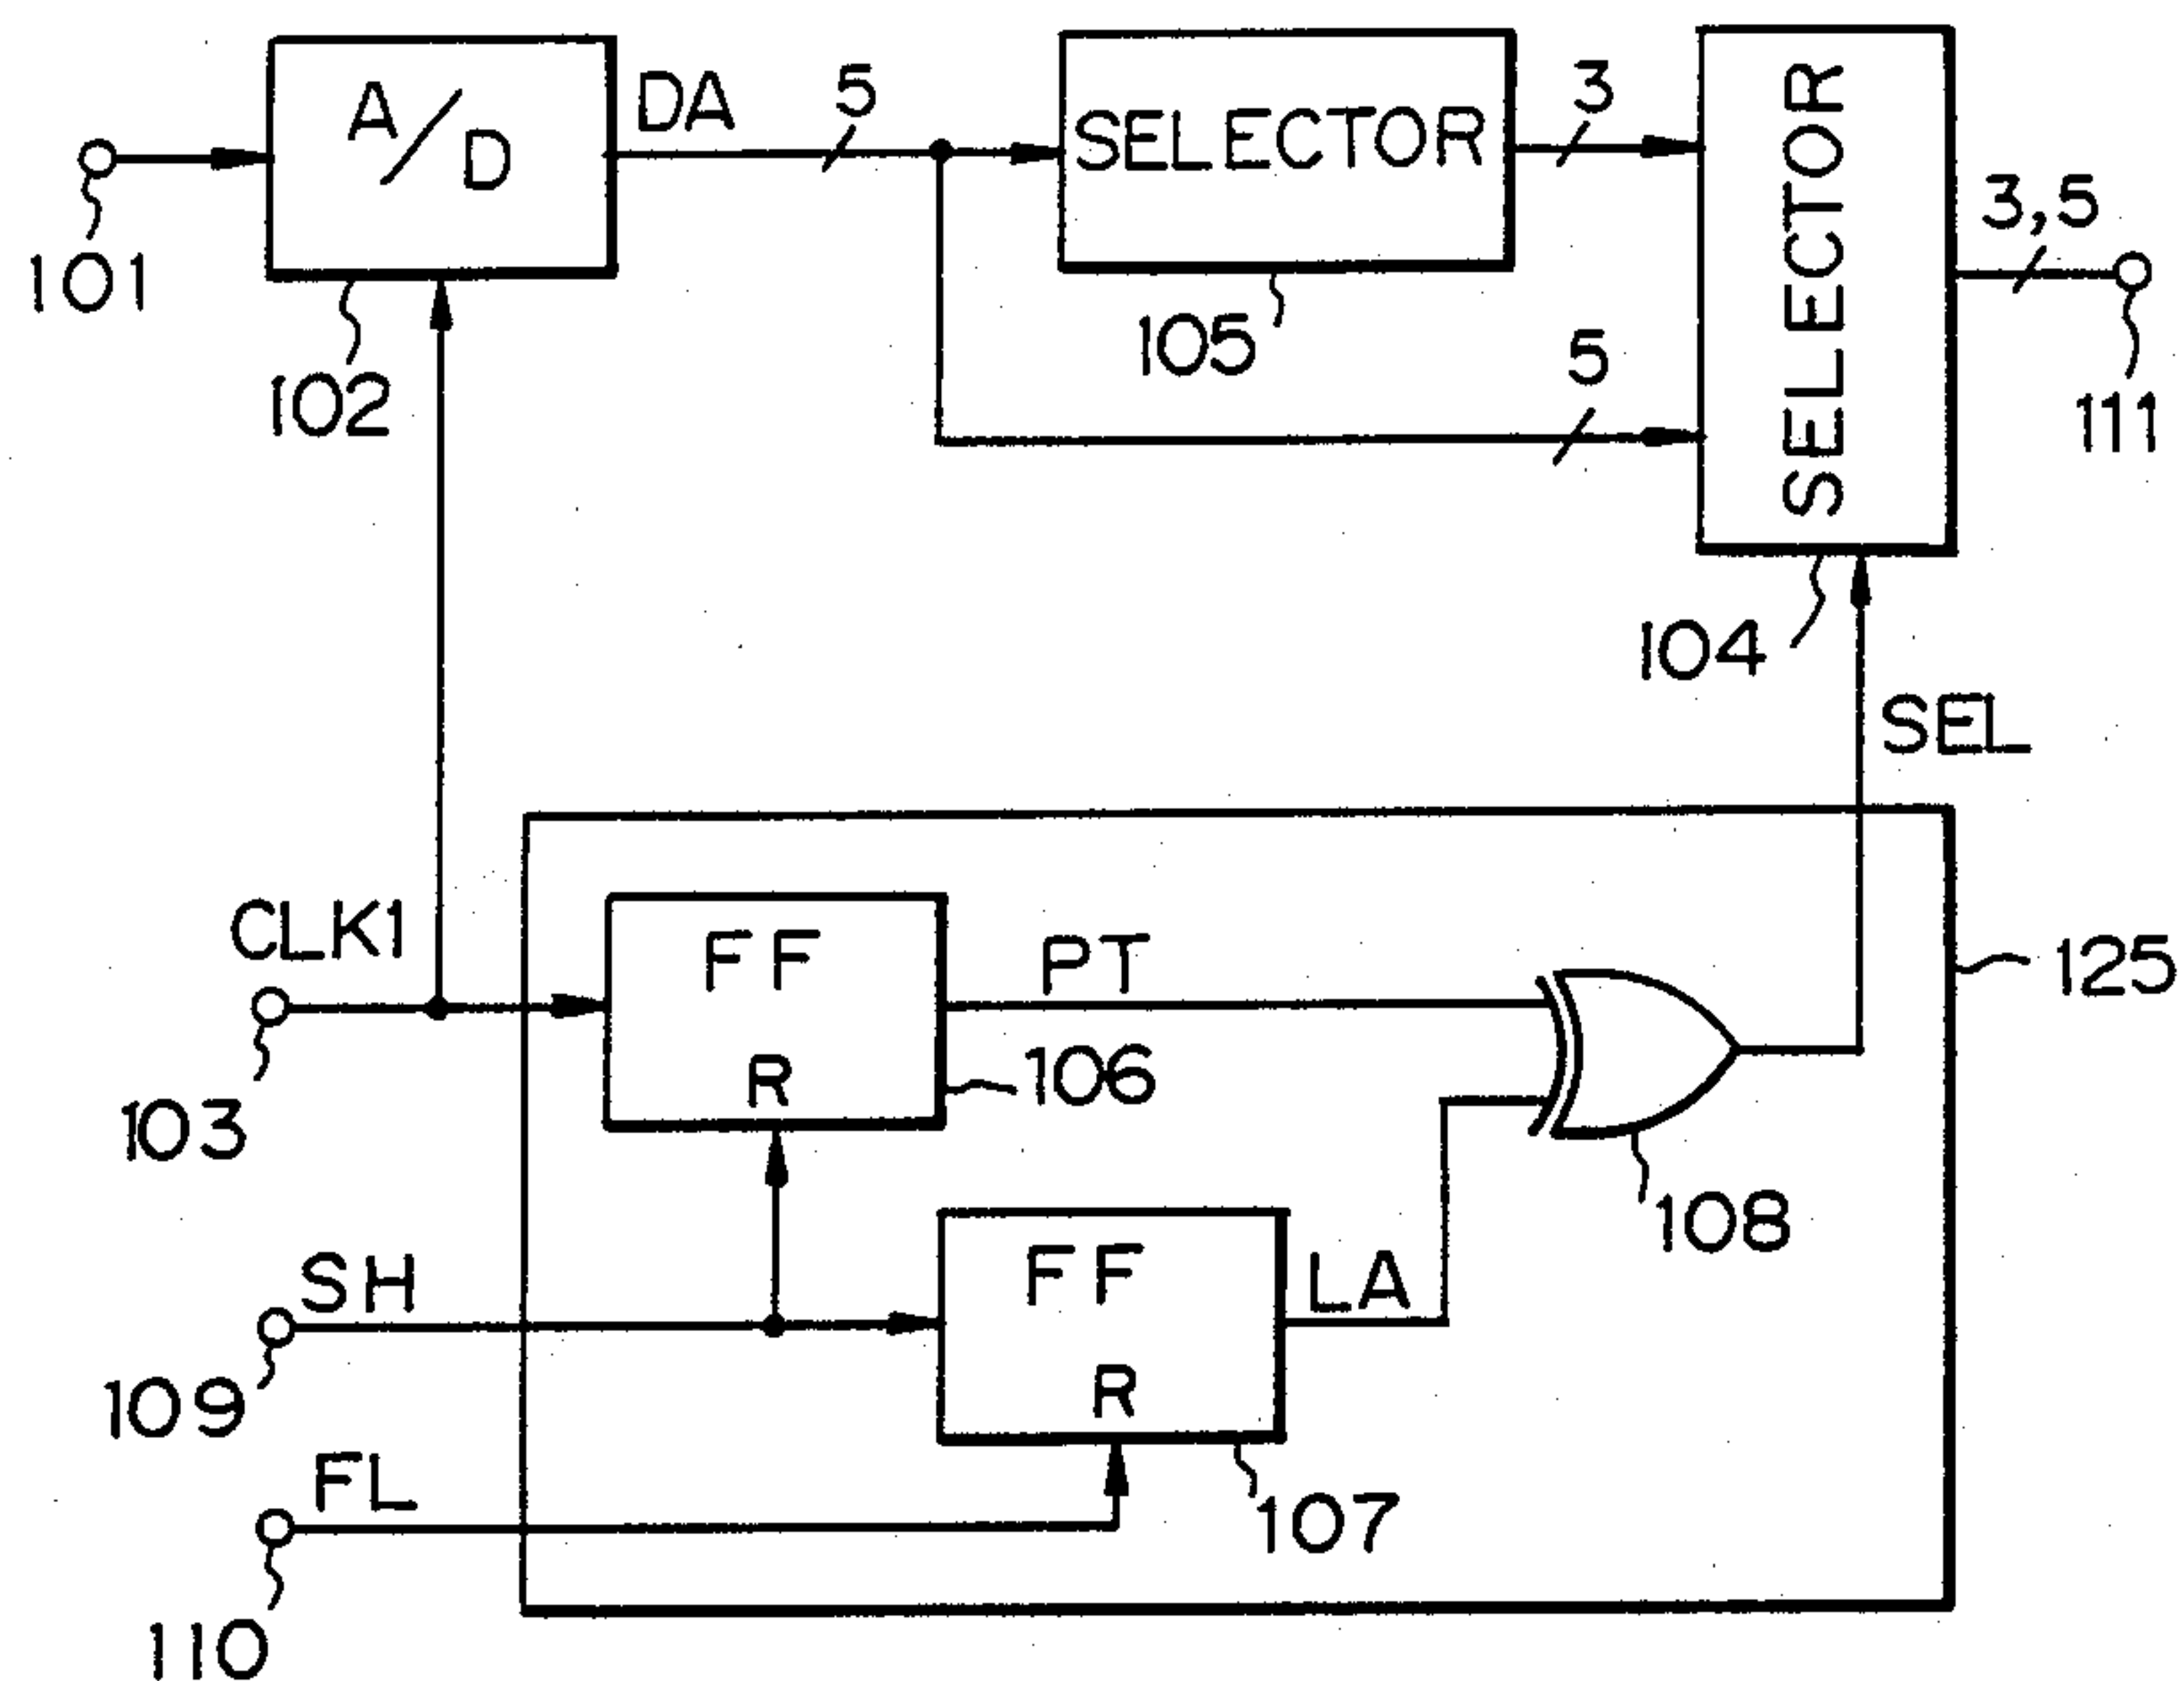 A/D
DA
5
SELECTOR
3
SELECTOR
3,5
101
102
105
5
111
104
SEL
CLK1
FF
R
PT
106
125
103
108
SH
FF
R
LA
109
FL
107
110